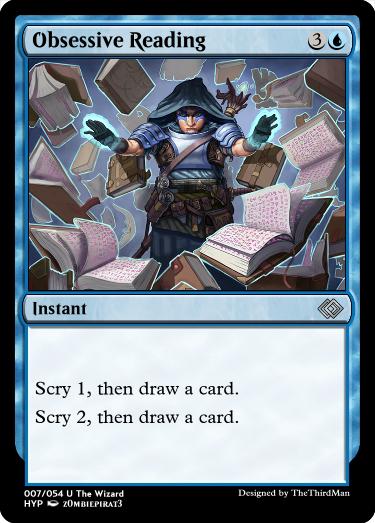 Obsessive Reading 3
Instant
Scry 1, then draw a card.
Scry 2, then draw a card.
007/054 U The Wizard
HYP z0MBIEPIRAT3
Designed by TheThirdMan